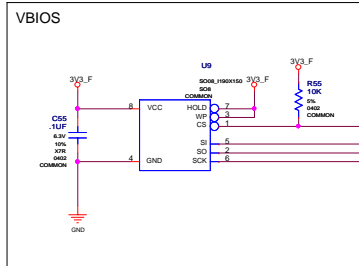 VBIOS
U9
SO08_H90X150
SO8
COMMON
3V3_F
3V3_F
3V3_F
R55
10K
5%
0402
COMMON
8
VCC
HOLD
7
WP
3
CS
1
C55
.1UF
6.3V
10%
X7R
0402
COMMON
4
GND
SI
5
SO
2
SCK
6
GND